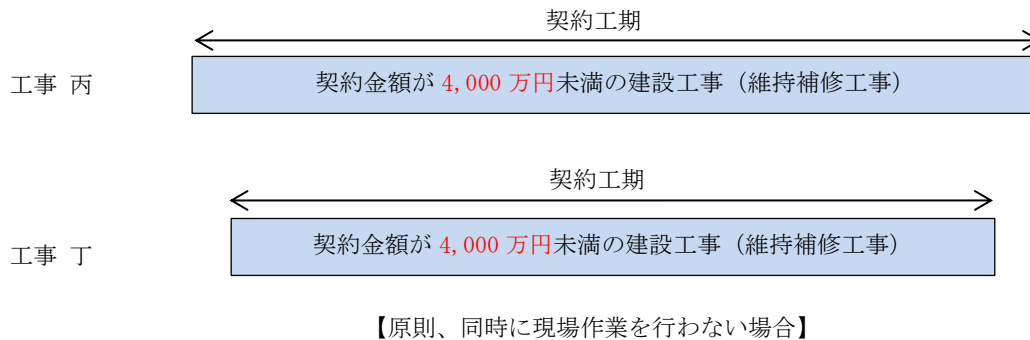 契約工期
工事 丙
契約金額が 4,000 万円未満の建設工事（維持補修工事）
契約工期
工事 丁
契約金額が 4,000 万円未満の建設工事（維持補修工事）
【原則、同時に現場作業を行わない場合】